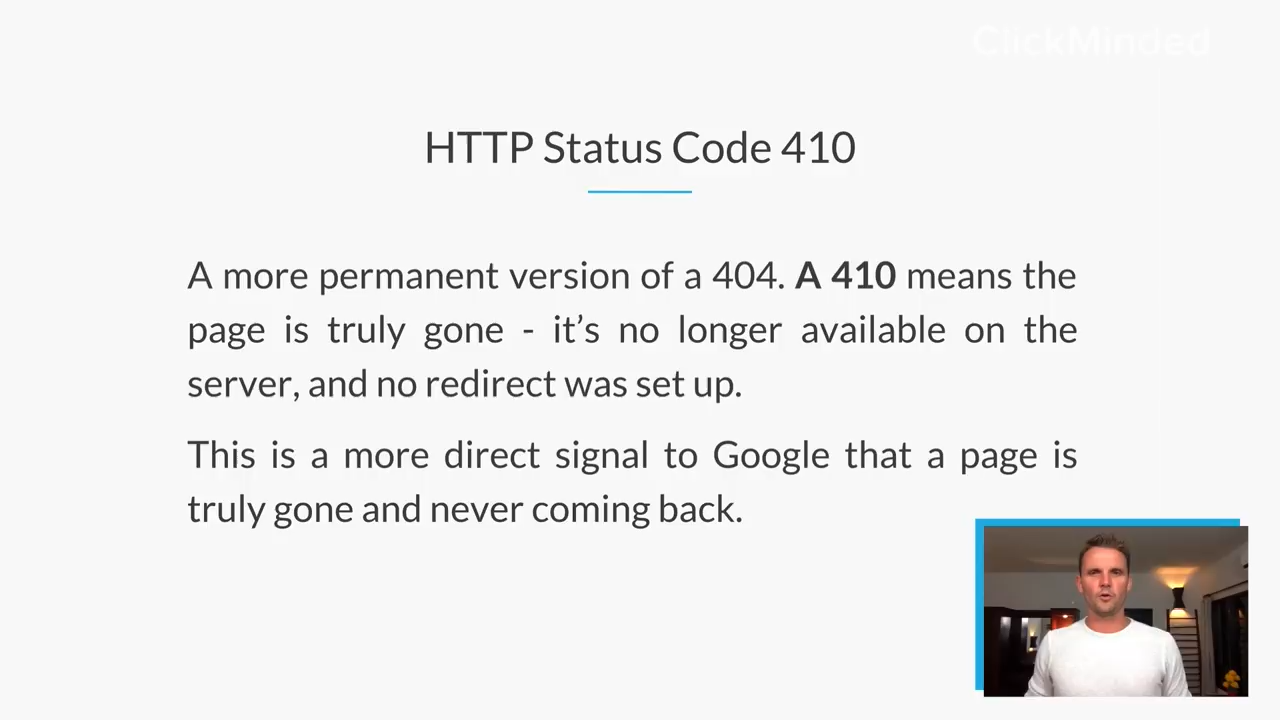 ClickMinded
HTTP Status Code 410
A more permanent version of a 404. A 410 means the
page is truly gone - it’s no longer available on the
server, and no redirect was set up.
This is a more direct signal to Google that a page is
truly gone and never coming back.